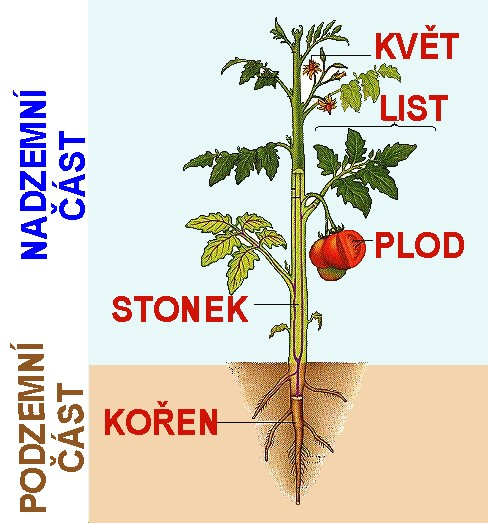 KVĚT
LIST
NADZEMNÍ
ČÁST
PLOD
STONEK
KOŘEN
PODZEMNÍ
ČÁST